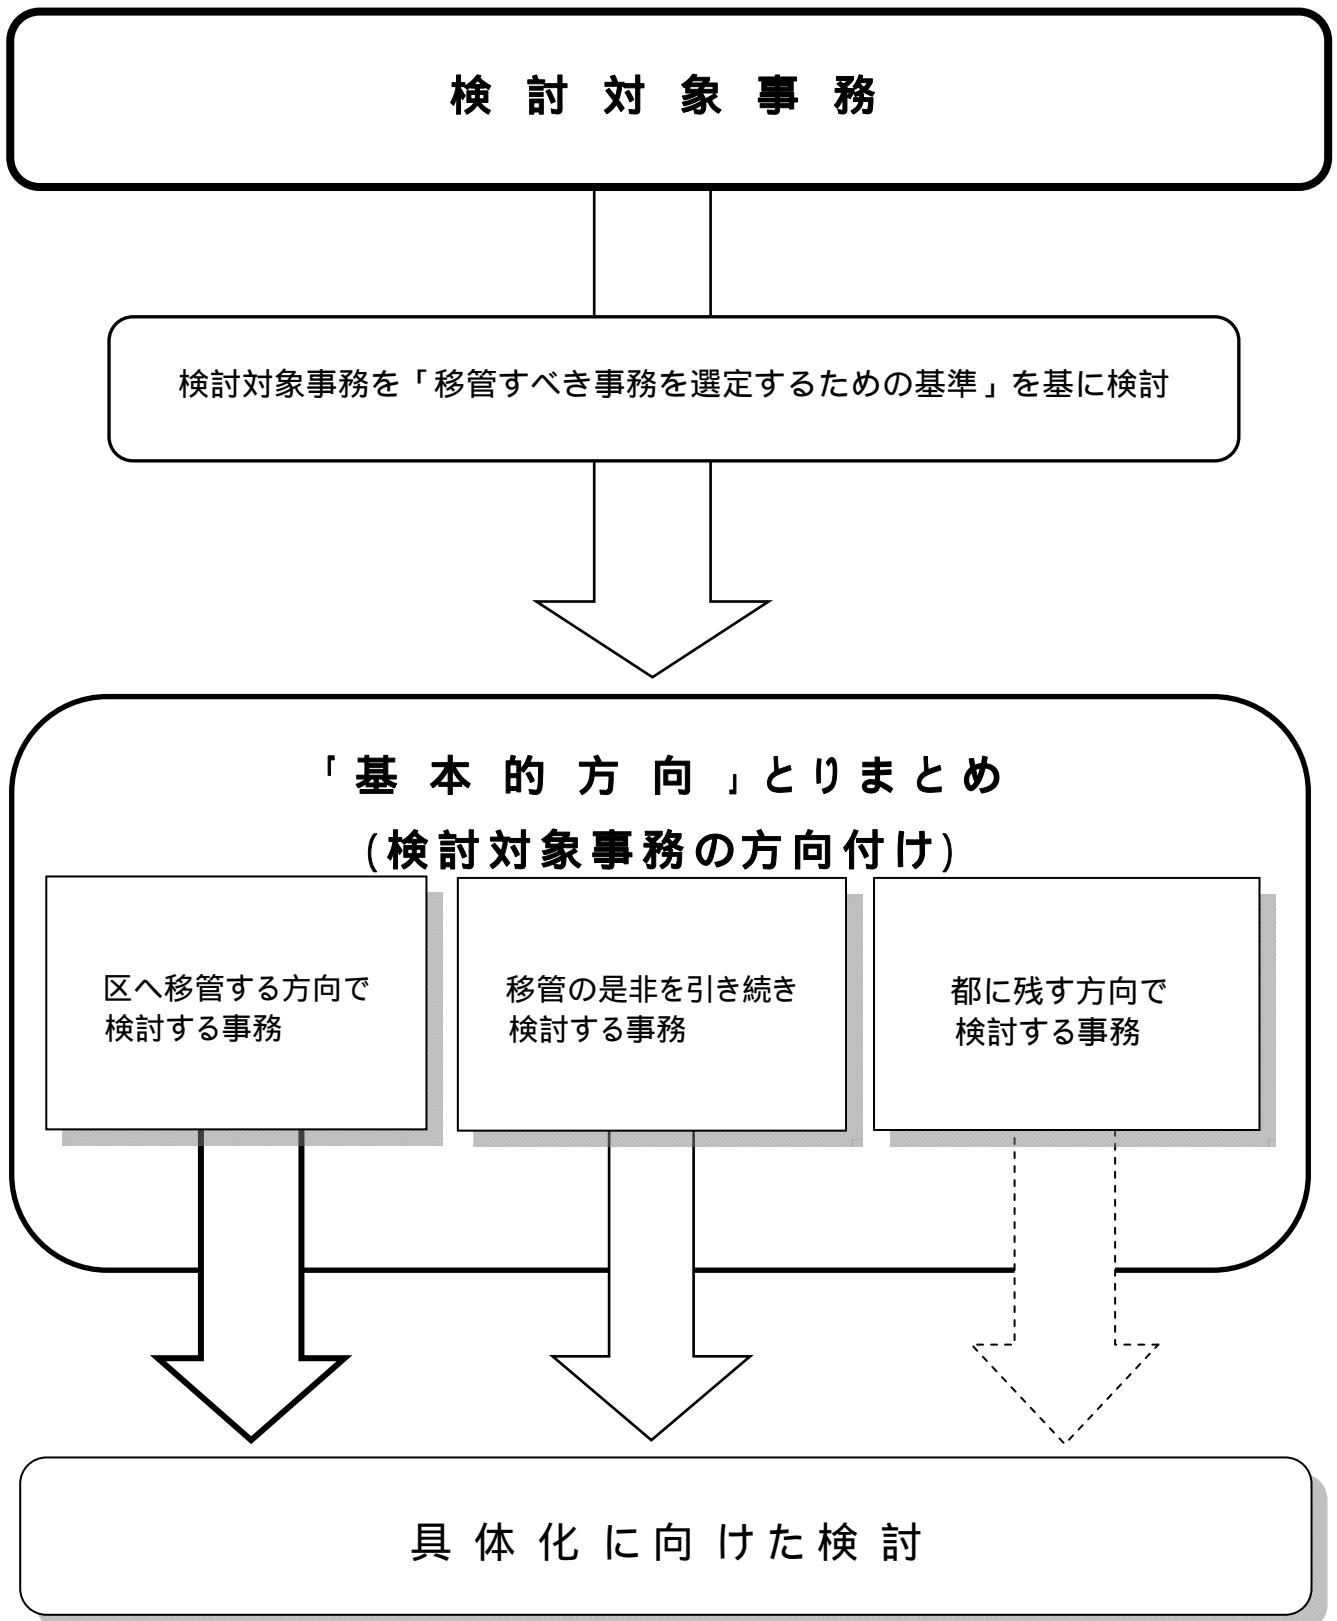 検討対象事務
検討対象事務を「移管すべき事務を選定するための基準」を基に検討
「基本的方向」とりまとめ
(検討対象事務の方向付け)
区へ移管する方向で
検討する事務
移管の是非を引き続き
検討する事務
都に残す方向で
検討する事務
具体化に向けた検討